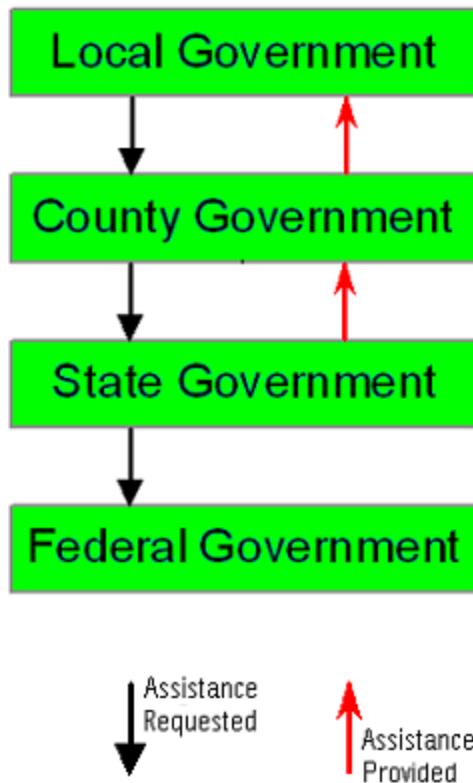 Local Government
County Government
State Government
Federal Government
Assistance
Requested
Assistance
Provided